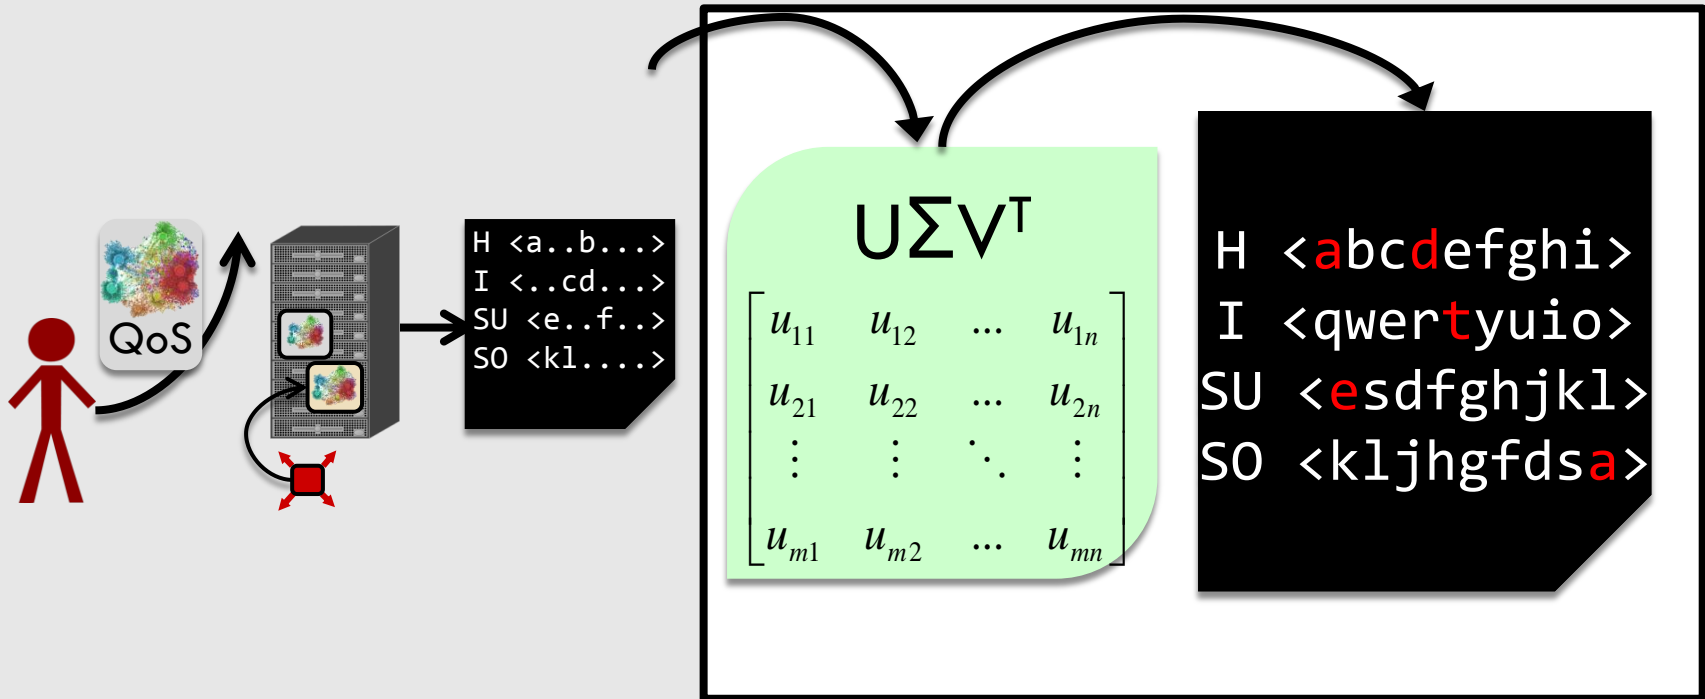 QoS
H <a..b...>
I <..cd...>
SU <e..f..>
SO <kl....>
UΣVᵀ
u₁₁ u₁₂ ... u₁ₙ
u₂₁ u₂₂ ... u₂ₙ
⋮ ⋮ ⋱ ⋮
uₘ₁ uₘ₂ ... uₘₙ
H <abcdefghi>
I <qwertyuio>
SU <esdfghjkl>
SO <kljhgfdsa>